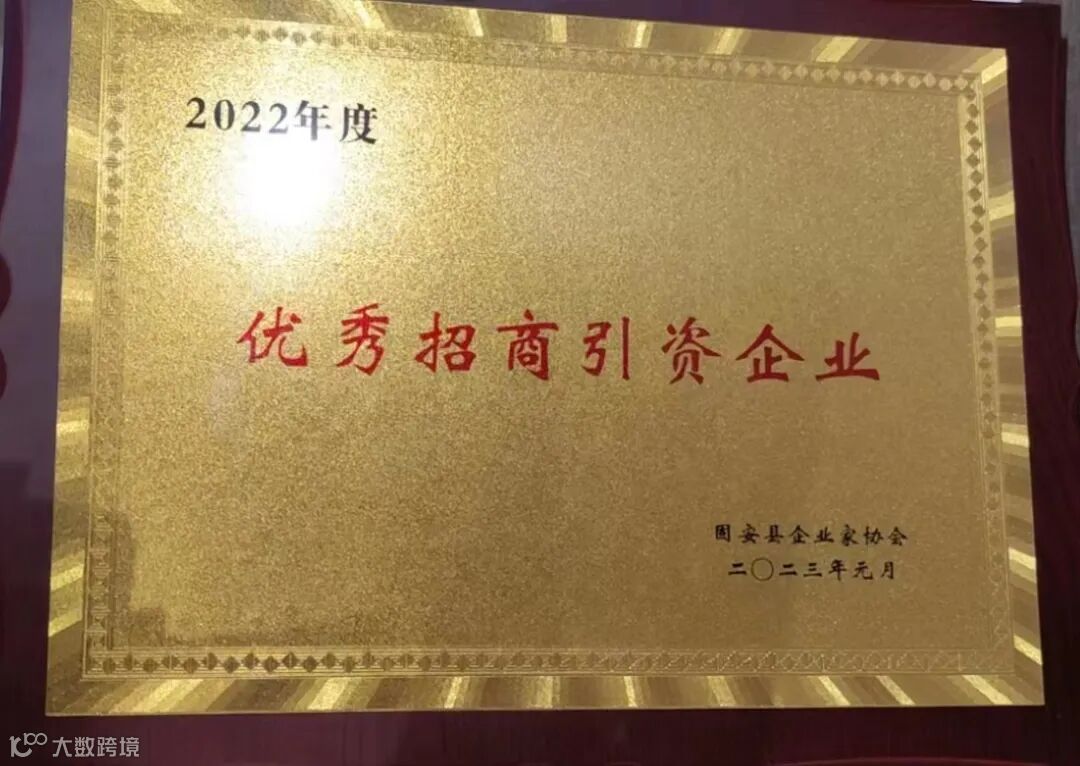 2022年度
优秀招商引资企业
固安县企业家协会
二〇二三年元月
大数跨境